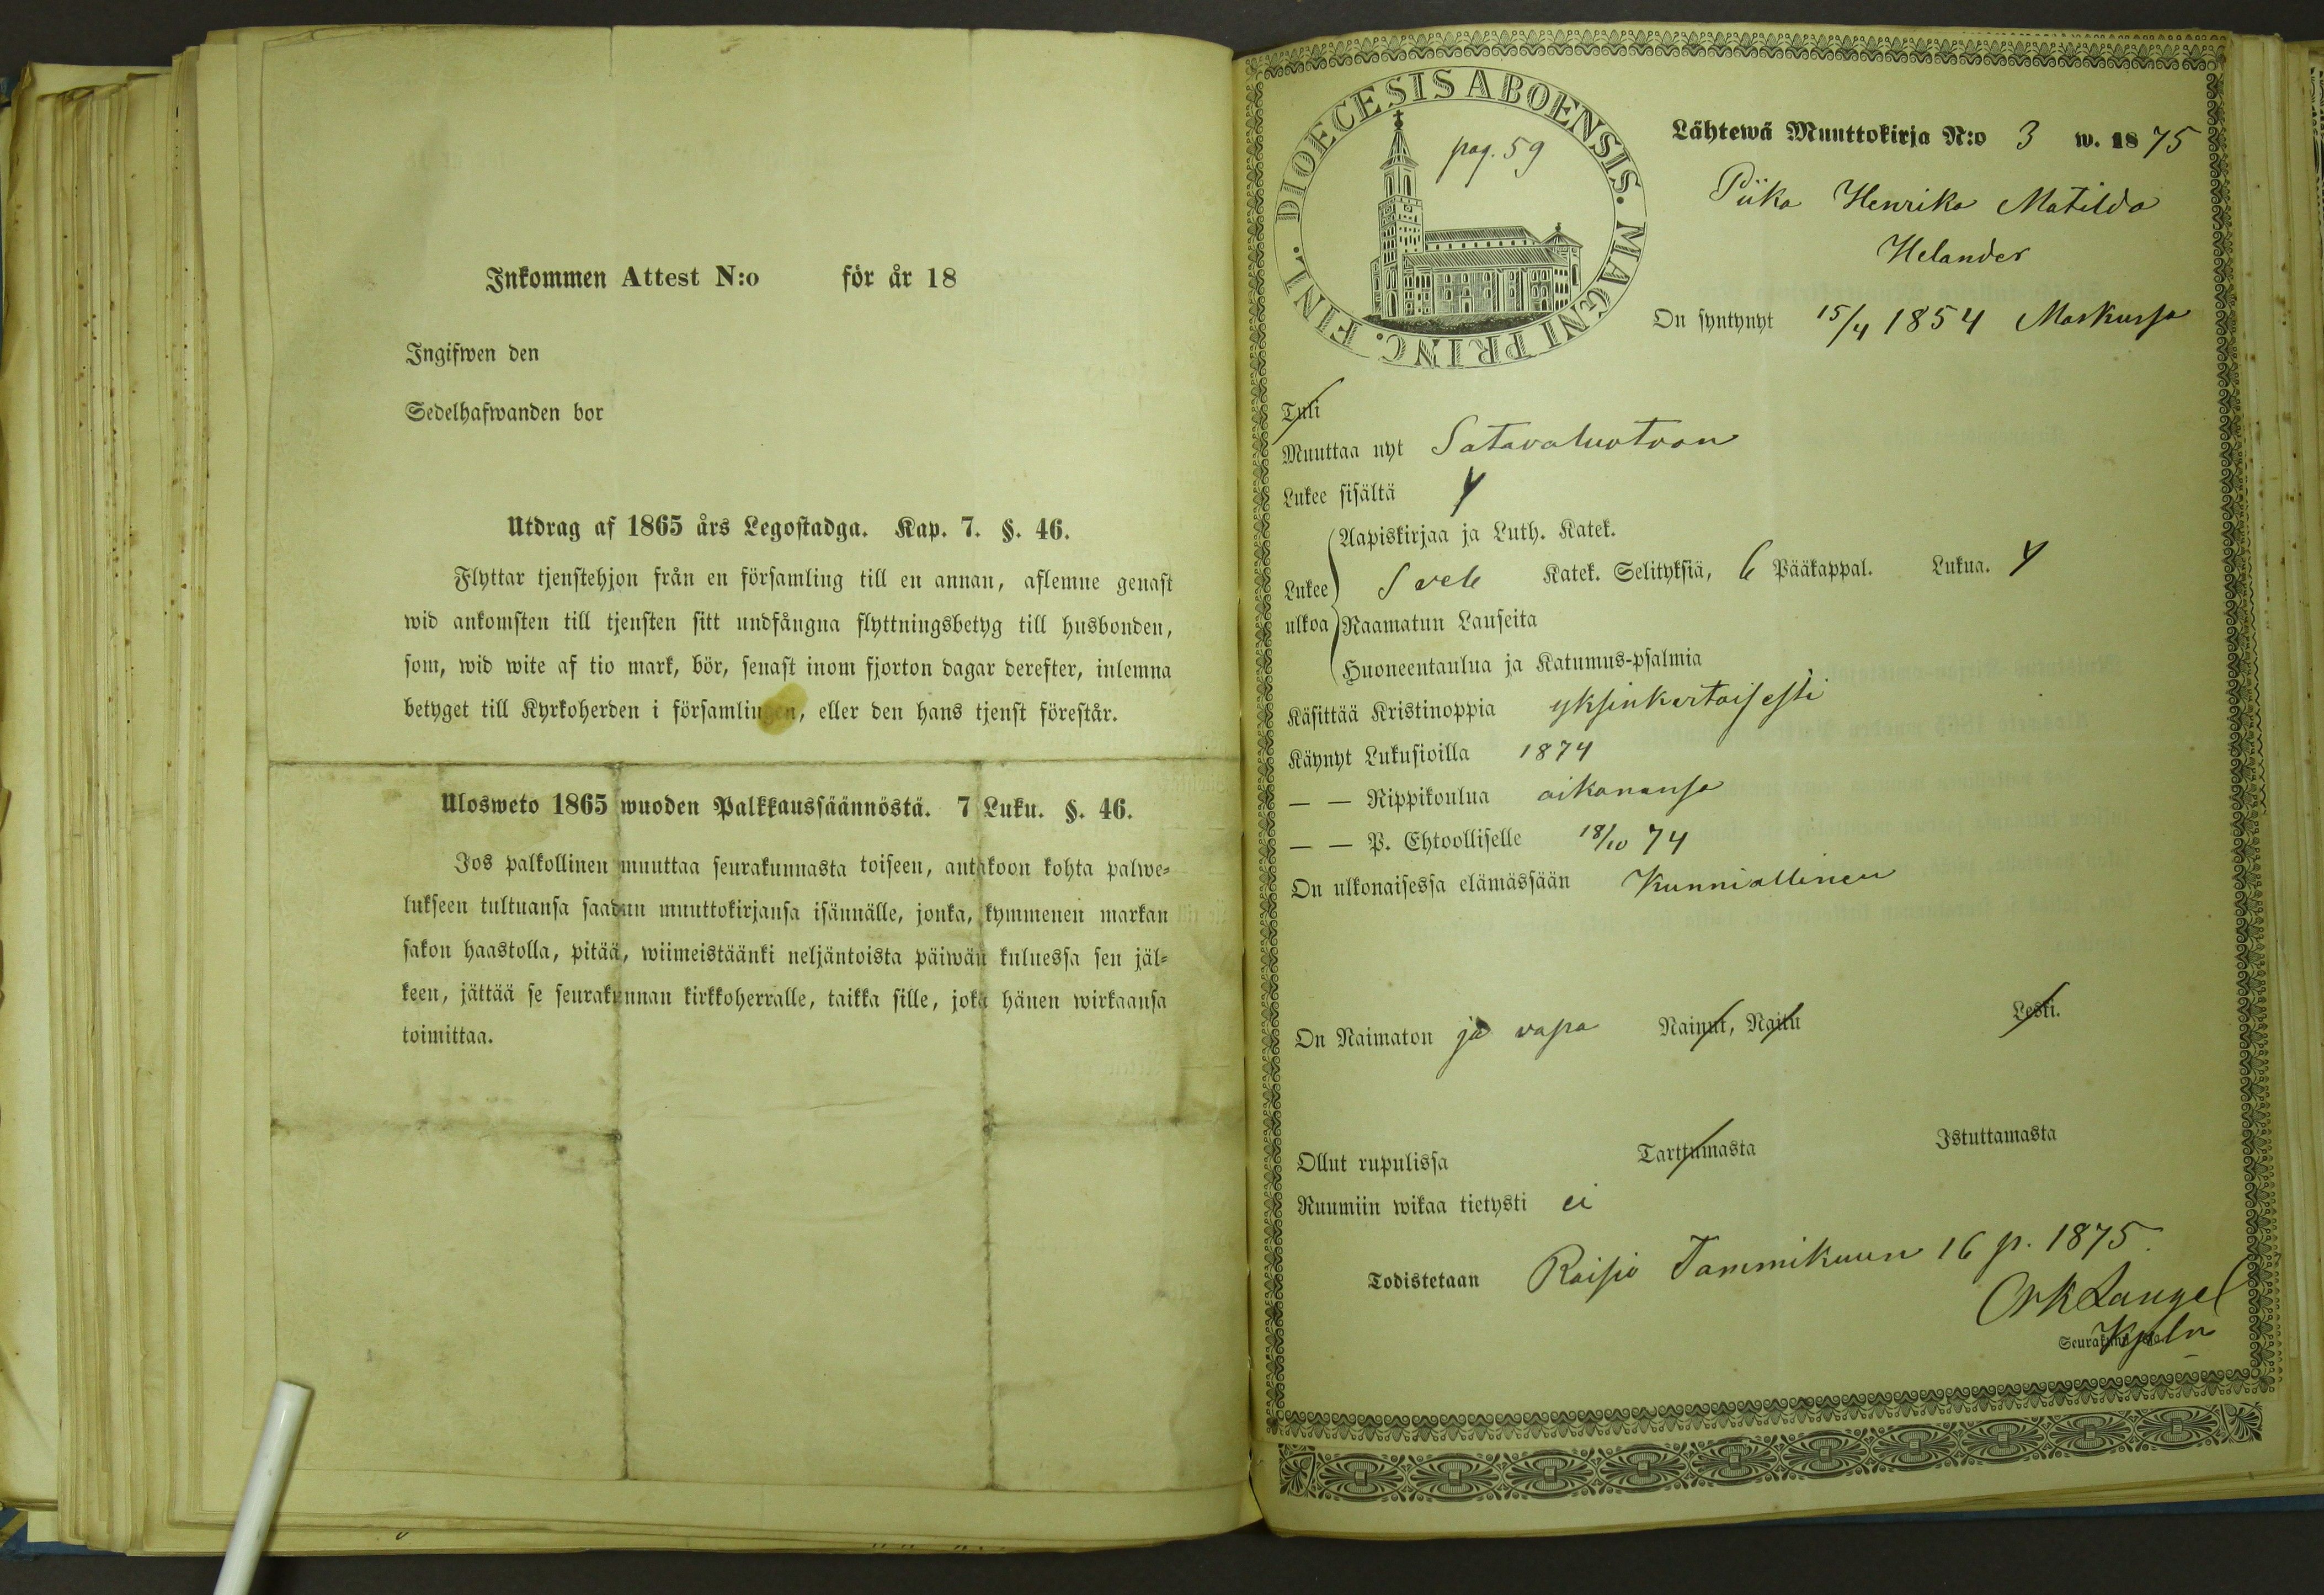 Inkommen Attest N:o för år 18
Ingifwen den
Sedelhafwanden bor
Utdrag af 1865 års Legostadga. Kap. 7. §. 46.
Flyttar tjenstehjon från en församling till en annan, aflemne genast
wid ankomsten till tjensten sitt undfångna flyttningsbetyg till husbonden,
som, wid wite af tio mark, bör, senast inom fjorton dagar derefter, inlemna
betyget till Kyrkoherden i församlingen, eller den hans tjenst förestår.
Ulosweto 1865 wuoden Palkkaussäännöstä. 7 Luku. §. 46.
Jos palkollinen muuttaa seurakunnasta toiseen, antakoon kohta palwe-
lukseen tultuansa saadun muuttokirjansa isännälle, jonka, kymmenen markan
sakon haastolla, pitää, wiimeistäänki neljäntoista päiwän kuluessa sen jäl-
keen, jättää se seurakunnan kirkkoherralle, taikka sille, joka hänen wirkaansa
toimittaa.
DIOECESIS ABOENSIS. MAGNI PRINC. FINL.
pag. 59
Lähtewä Muuttokirja N:o 3 w. 1875
Piika Henrika Matilda
Helander
On syntynyt 15/4 1854 Maskussa
Tuli
Muuttaa nyt Satavaluotoon
Lukee sisältä y
Aapiskirjaa ja Luth. Katek.
Lukee Svel Katek. Selityksiä, 6 Pääkappal. Lukua. y
ulkoa Raamatun Lauseita
Huoneentaulua ja Katumus-psalmia
Käsittää Kristinoppia yksinkertaisesti
Käynyt Lukusioilla 1874
— — Rippikoulua aikanansa
— — P. Ehtoolliselle 18/10 74
On ulkonaisessa elämässään Kunniallinen
On Naimaton ja vapa Nainut, Naitu Leski.
Ollut rupulissa Tarttumasta Istuttamasta
Ruumiin wikaa tietysti ei
Todistetaan Raisio Tammikuun 16 p. 1875.
Ark Langel
Kpln